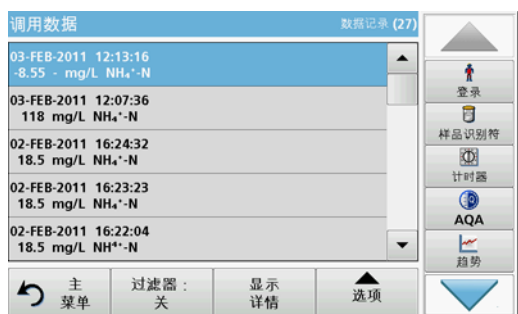 调用数据
数据记录 (27)
03-FEB-2011 12:13:16
-8.55 - mg/L NH₄⁺-N
03-FEB-2011 12:07:36
118 mg/L NH₄⁺-N
02-FEB-2011 16:24:32
18.5 mg/L NH₄⁺-N
02-FEB-2011 16:23:23
18.5 mg/L NH₄⁺-N
02-FEB-2011 16:22:04
18.5 mg/L NH⁴⁺-N
登录
样品识别符
计时器
AQA
趋势
主
菜单
过滤器：
关
显示
详情
选项